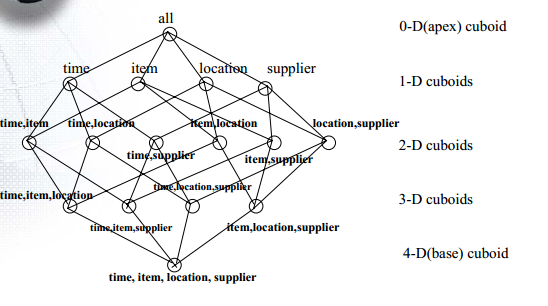 all
0-D(apex) cuboid
time
item
location
supplier
1-D cuboids
time,item
time,location
item,location
location,supplier
time,supplier
item,supplier
2-D cuboids
time,item,location
time,location,supplier
3-D cuboids
time,item,supplier
item,location,supplier
4-D(base) cuboid
time, item, location, supplier